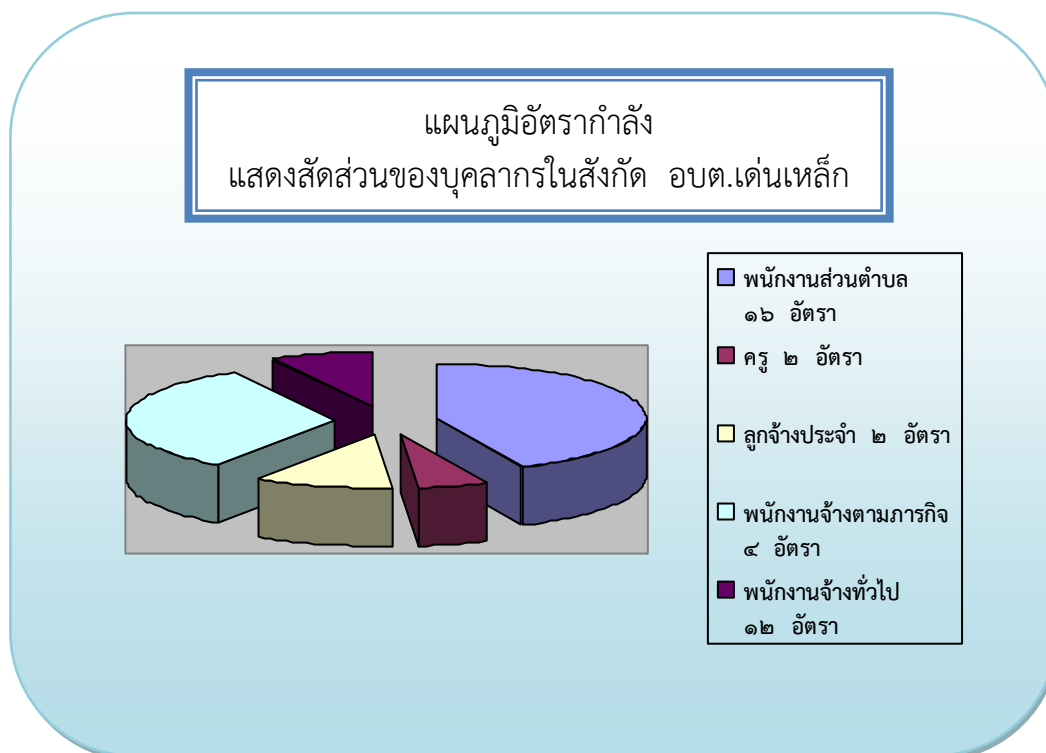 แผนภูมิอัตรากำลัง
แสดงสัดส่วนของบุคลากรในสังกัด อบต.เด่นเหล็ก
พนักงานส่วนตำบล
๑๖ อัตรา
ครู ๒ อัตรา
ลูกจ้างประจำ ๒ อัตรา
พนักงานจ้างตามภารกิจ
๔ อัตรา
พนักงานจ้างทั่วไป
๑๒ อัตรา